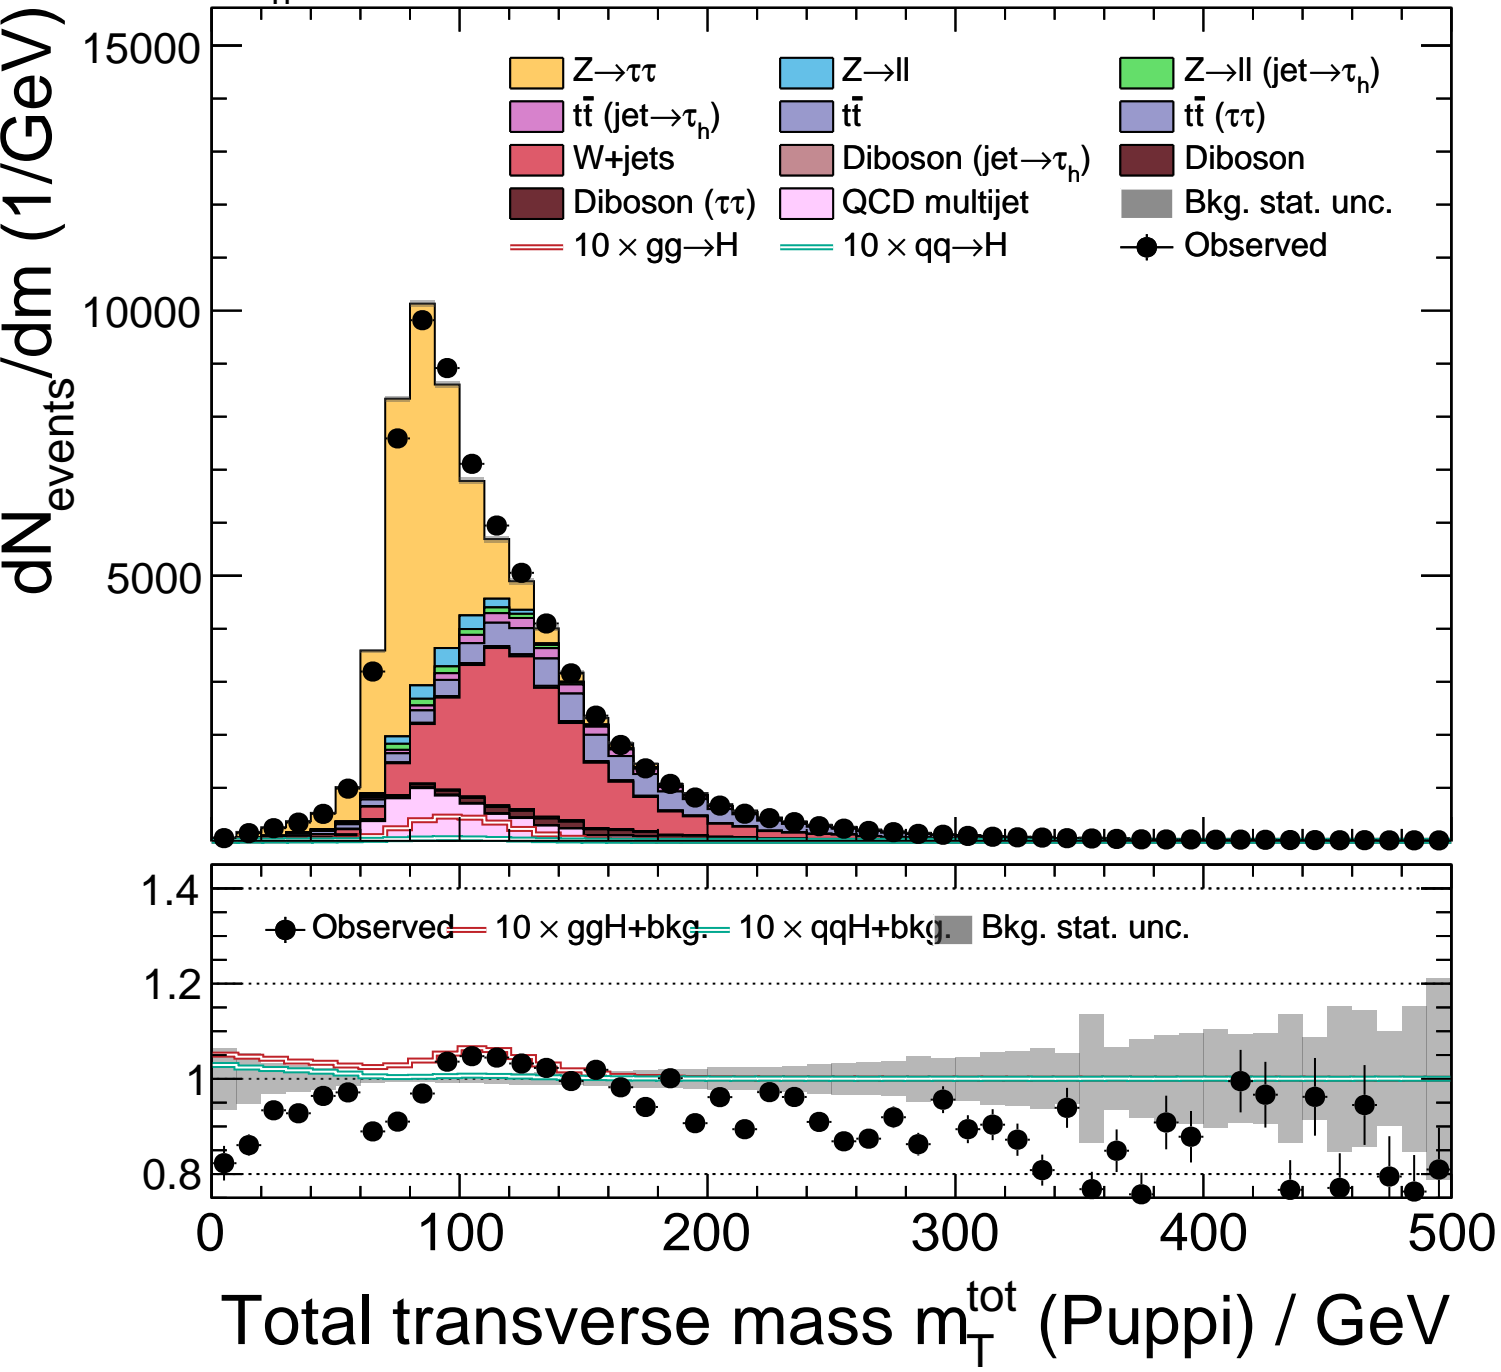 15000
Z→ττ Z→ll Z→ll (jet→τh)
tt̄ (jet→τh) tt̄ tt̄ (ττ)
W+jets Diboson (jet→τh) Diboson
Diboson (ττ) QCD multijet Bkg. stat. unc.
10 × gg→H 10 × qq→H Observed
10000
5000
dNevents/dm (1/GeV)
1.4
Observed 10 × ggH+bkg. 10 × qqH+bkg. Bkg. stat. unc.
1.2
1
0.8
0 100 200 300 400 500
Total transverse mass mTtot (Puppi) / GeV